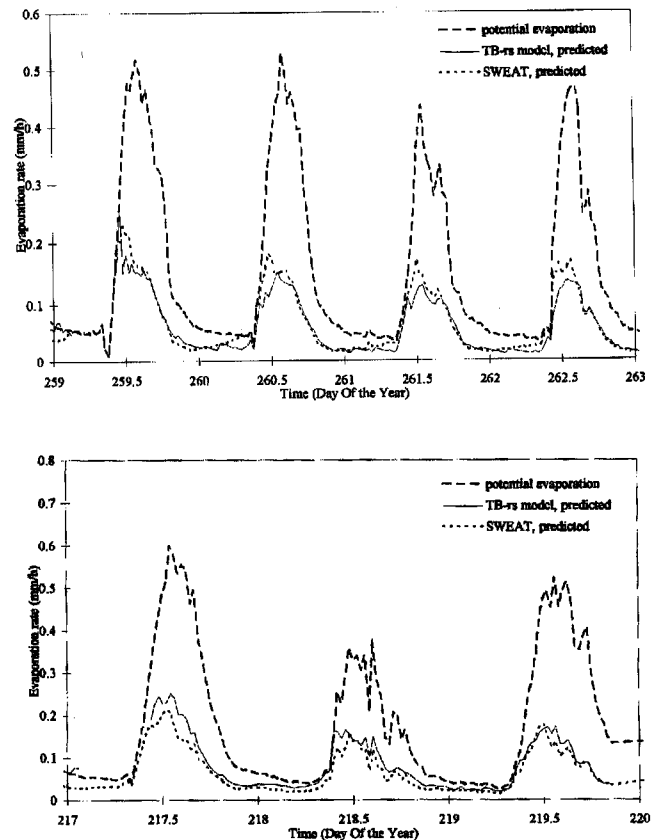 0.6
0.5
0.4
0.3
0.2
0.1
0
Evaporation rate (mm/h)
potential evaporation
TB-rs model, predicted
SWEAT, predicted
259 259.5 260 260.5 261 261.5 262 262.5 263
Time (Day Of the Year)
0.8
0.7
0.6
0.5
0.4
0.3
0.2
0.1
0
Evaporation rate (mm/h)
potential evaporation
TB-rs model, predicted
SWEAT, predicted
217 217.5 218 218.5 219 219.5 220
Time (Day Of the Year)